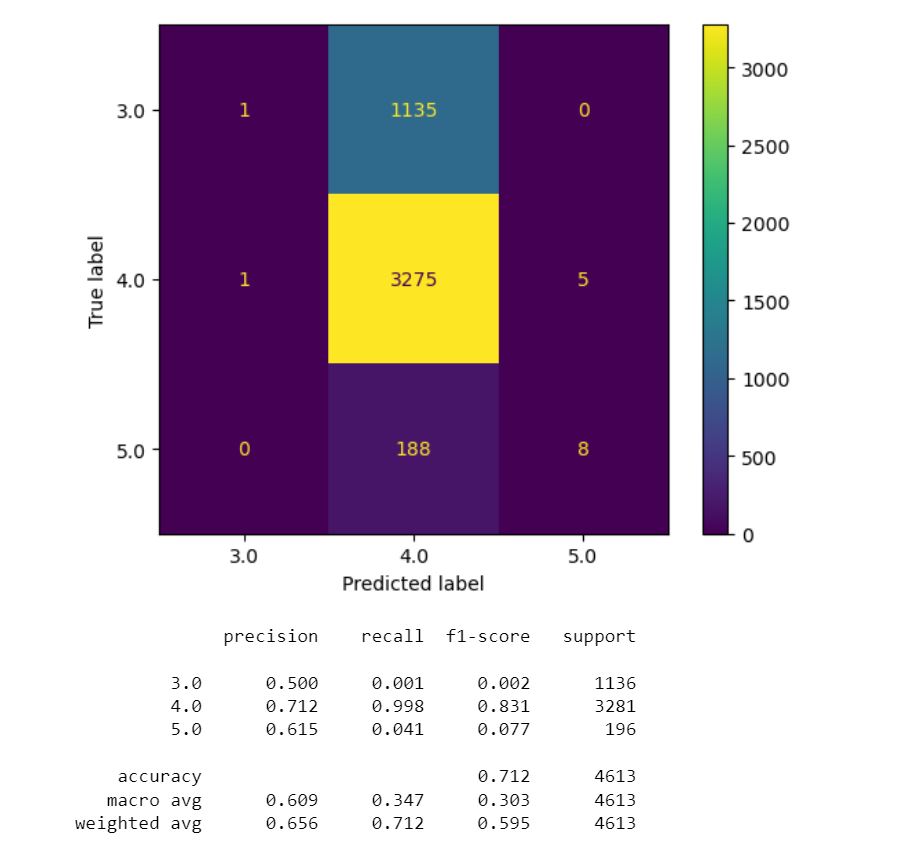 3000
3.0 1 1135 0
2500
2000
True label
4.0 1 3275 5
1500
1000
5.0 0 188 8
500
0
3.0 4.0 5.0
Predicted label
precision recall f1-score support
3.0 0.500 0.001 0.002 1136
4.0 0.712 0.998 0.831 3281
5.0 0.615 0.041 0.077 196
accuracy 0.712 4613
macro avg 0.609 0.347 0.303 4613
weighted avg 0.656 0.712 0.595 4613